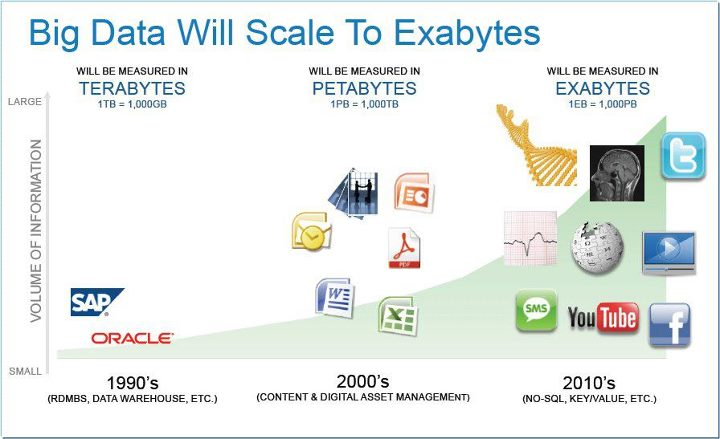 Big Data Will Scale To Exabytes
WILL BE MEASURED IN
TERABYTES
1TB = 1,000GB
WILL BE MEASURED IN
PETABYTES
1PB = 1,000TB
WILL BE MEASURED IN
EXABYTES
1EB = 1,000PB
LARGE
VOLUME OF INFORMATION
SMALL
SAP
ORACLE
PDF
SMS
YouTube
1990's
(RDMBS, DATA WAREHOUSE, ETC.)
2000's
(CONTENT & DIGITAL ASSET MANAGEMENT)
2010's
(NO-SQL, KEY/VALUE, ETC.)